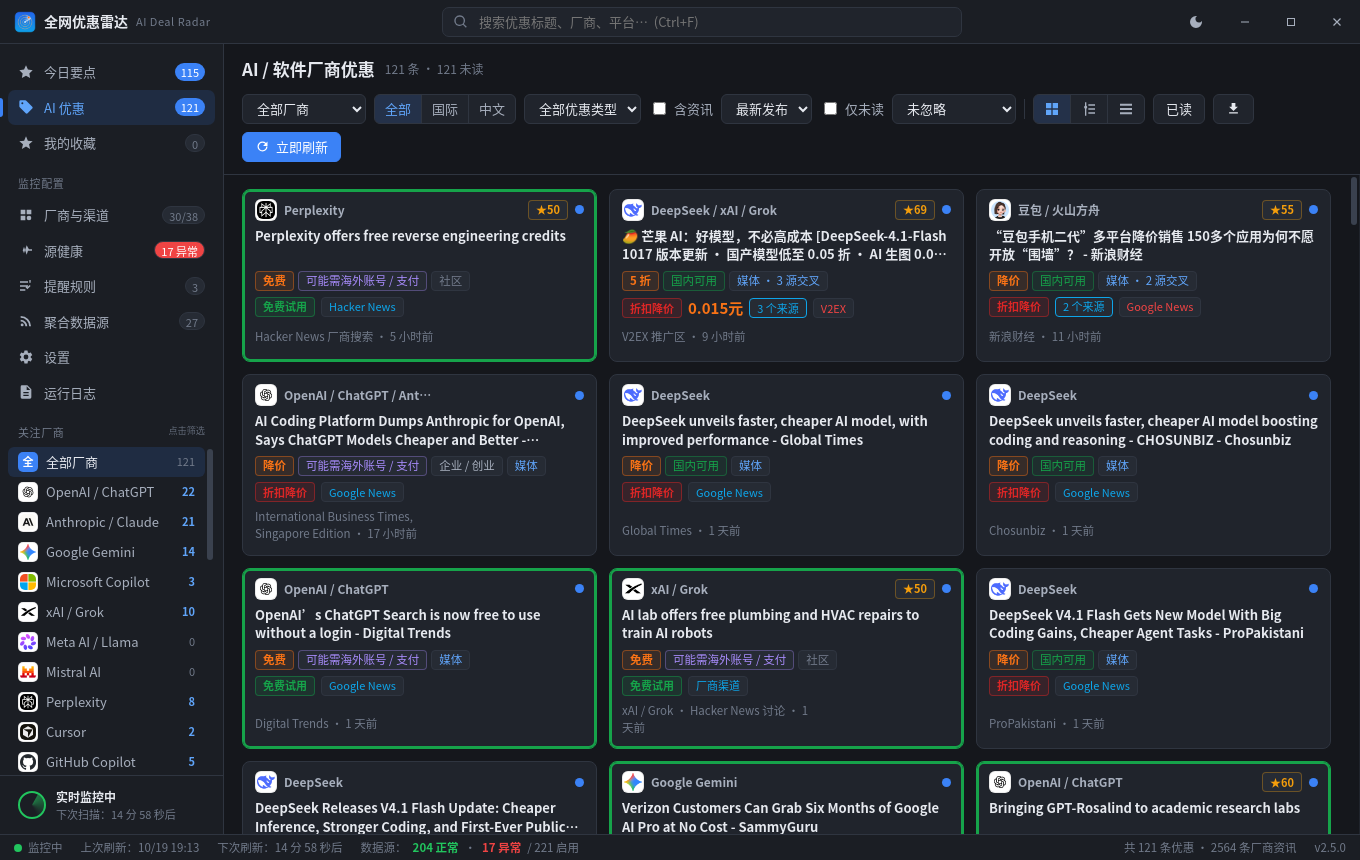 全网优惠雷达 AI Deal Radar
搜索优惠标题、厂商、平台… (Ctrl+F)
今日要点 115
AI 优惠 121
我的收藏 0
监控配置
厂商与渠道 30/38
源健康 17 异常
提醒规则 3
聚合数据源 27
设置
运行日志
关注厂商 点击筛选
全 全部厂商 121
OpenAI / ChatGPT 22
Anthropic / Claude 21
Google Gemini 14
Microsoft Copilot 3
xAI / Grok 10
Meta AI / Llama 0
Mistral AI 0
Perplexity 8
Cursor 2
GitHub Copilot 5
实时监控中
下次扫描：14 分 58 秒后
AI / 软件厂商优惠 121 条 · 121 未读
全部厂商 全部 国际 中文 全部优惠类型 含资讯 最新发布 仅未读 未忽略 已读
立即刷新
Perplexity ★50
Perplexity offers free reverse engineering credits
免费 可能需海外账号 / 支付 社区
免费试用 Hacker News
Hacker News 厂商搜索 · 5 小时前
DeepSeek / xAI / Grok ★69
🥭 芒果 AI：好模型，不必高成本 [DeepSeek-4.1-Flash
1017 版本更新 · 国产模型低至 0.05 折 · AI 生图 0.0…
5 折 国内可用 媒体 · 3 源交叉
折扣降价 0.015元 3 个来源 V2EX
V2EX 推广区 · 9 小时前
豆包 / 火山方舟 ★55
“豆包手机二代”多平台降价销售 150多个应用为何不愿
开放“围墙”？ - 新浪财经
降价 国内可用 媒体 · 2 源交叉
折扣降价 2 个来源 Google News
新浪财经 · 11 小时前
OpenAI / ChatGPT / Ant…
AI Coding Platform Dumps Anthropic for OpenAI,
Says ChatGPT Models Cheaper and Better -…
降价 可能需海外账号 / 支付 企业 / 创业 媒体
折扣降价 Google News
International Business Times,
Singapore Edition · 17 小时前
DeepSeek
DeepSeek unveils faster, cheaper AI model, with
improved performance - Global Times
降价 国内可用 媒体
折扣降价 Google News
Global Times · 1 天前
DeepSeek
DeepSeek unveils faster, cheaper AI model boosting
coding and reasoning - CHOSUNBIZ - Chosunbiz
降价 国内可用 媒体
折扣降价 Google News
Chosunbiz · 1 天前
OpenAI / ChatGPT
OpenAI’s ChatGPT Search is now free to use
without a login - Digital Trends
免费 可能需海外账号 / 支付 媒体
免费试用 Google News
Digital Trends · 1 天前
xAI / Grok ★50
AI lab offers free plumbing and HVAC repairs to
train AI robots
免费 可能需海外账号 / 支付 社区
免费试用 厂商渠道
xAI / Grok · Hacker News 讨论 · 1
天前
DeepSeek
DeepSeek V4.1 Flash Gets New Model With Big
Coding Gains, Cheaper Agent Tasks - ProPakistani
降价 国内可用 媒体
折扣降价 Google News
ProPakistani · 1 天前
DeepSeek
DeepSeek Releases V4.1 Flash Update: Cheaper
Inference, Stronger Coding, and First-Ever Public…
Google Gemini
Verizon Customers Can Grab Six Months of Google
AI Pro at No Cost - SammyGuru
OpenAI / ChatGPT ★60
Bringing GPT-Rosalind to academic research labs
监控中 上次刷新：10/19 19:13 下次刷新：14 分 58 秒后 数据源： 204 正常 · 17 异常 / 221 启用 共 121 条优惠 · 2564 条厂商资讯 v2.5.0